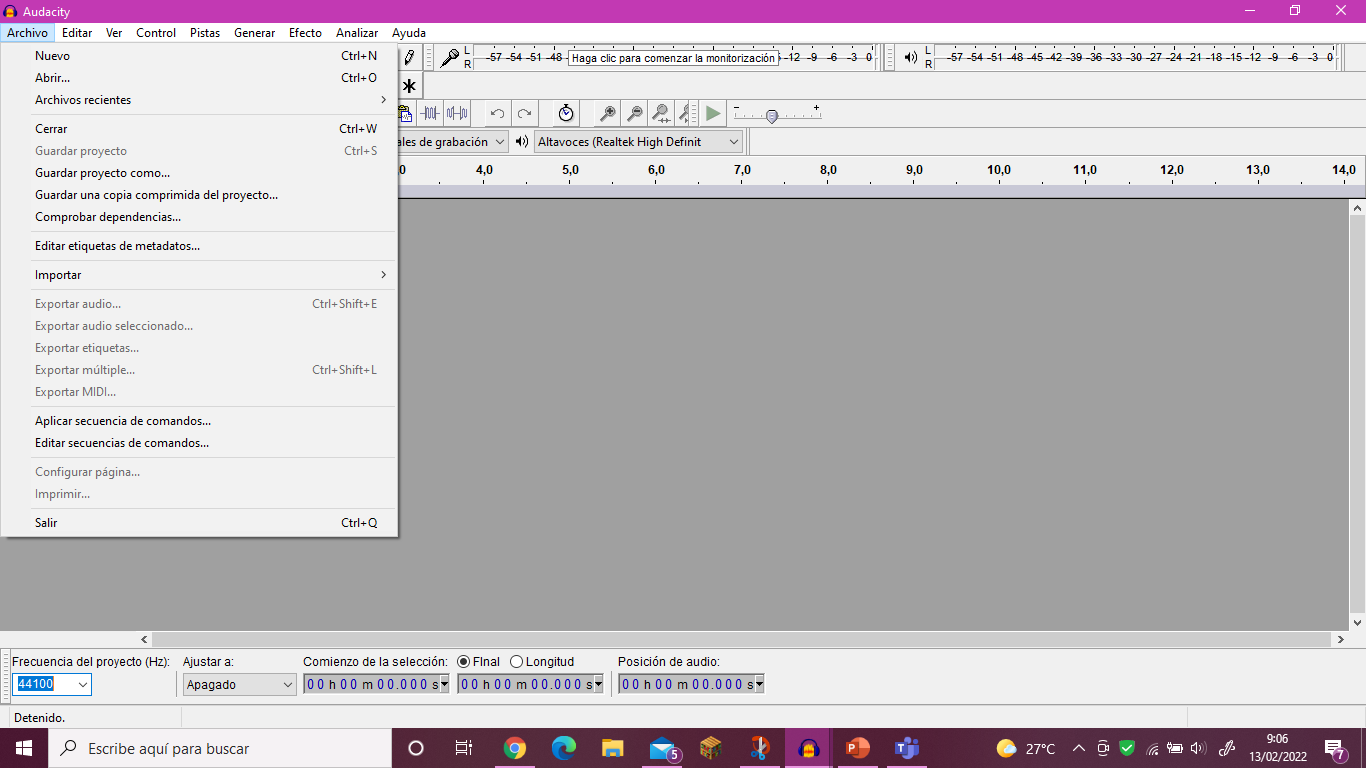 Audacity
Archivo Editar Ver Control Pistas Generar Efecto Analizar Ayuda
Nuevo Ctrl+N
Abrir... Ctrl+O
Archivos recientes
Cerrar Ctrl+W
Guardar proyecto Ctrl+S
Guardar proyecto como...
Guardar una copia comprimida del proyecto...
Comprobar dependencias...
Editar etiquetas de metadatos...
Importar
Exportar audio... Ctrl+Shift+E
Exportar audio seleccionado...
Exportar etiquetas...
Exportar múltiple... Ctrl+Shift+L
Exportar MIDI...
Aplicar secuencia de comandos...
Editar secuencias de comandos...
Configurar página...
Imprimir...
Salir Ctrl+Q
L
R
-57 -54 -51 -48 Haga clic para comenzar la monitorización -12 -9 -6 -3 0
L
R
-57 -54 -51 -48 -45 -42 -39 -36 -33 -30 -27 -24 -21 -18 -15 -12 -9 -6 -3 0
- +
ales de grabación Altavoces (Realtek High Definit
0 4,0 5,0 6,0 7,0 8,0 9,0 10,0 11,0 12,0 13,0 14,0
Frecuencia del proyecto (Hz): Ajustar a: Comienzo de la selección: FInal Longitud Posición de audio:
44100 Apagado 00 h 00 m 00.000 s 00 h 00 m 00.000 s 00 h 00 m 00.000 s
Detenido.
Escribe aquí para buscar 5 27°C 9:06
13/02/2022 7